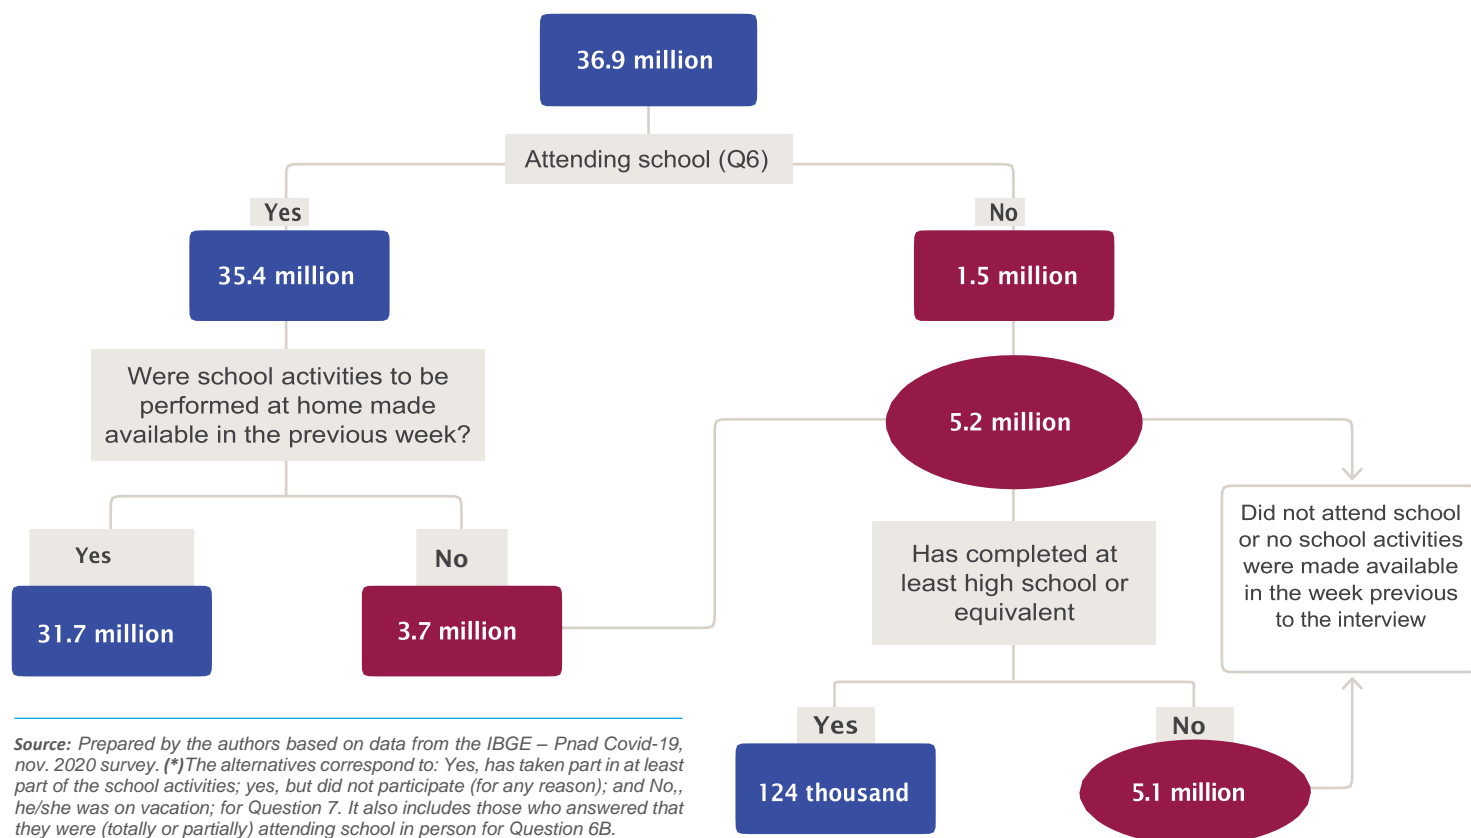 36.9 million
Attending school (Q6)
Yes
No
35.4 million
1.5 million
Were school activities to be
performed at home made
available in the previous week?
5.2 million
Yes
No
31.7 million
3.7 million
Has completed at
least high school or
equivalent
Did not attend school
or no school activities
were made available
in the week previous
to the interview
Yes
No
124 thousand
5.1 million
Source: Prepared by the authors based on data from the IBGE – Pnad Covid-19,
nov. 2020 survey. (*)The alternatives correspond to: Yes, has taken part in at least
part of the school activities; yes, but did not participate (for any reason); and No,,
he/she was on vacation; for Question 7. It also includes those who answered that
they were (totally or partially) attending school in person for Question 6B.